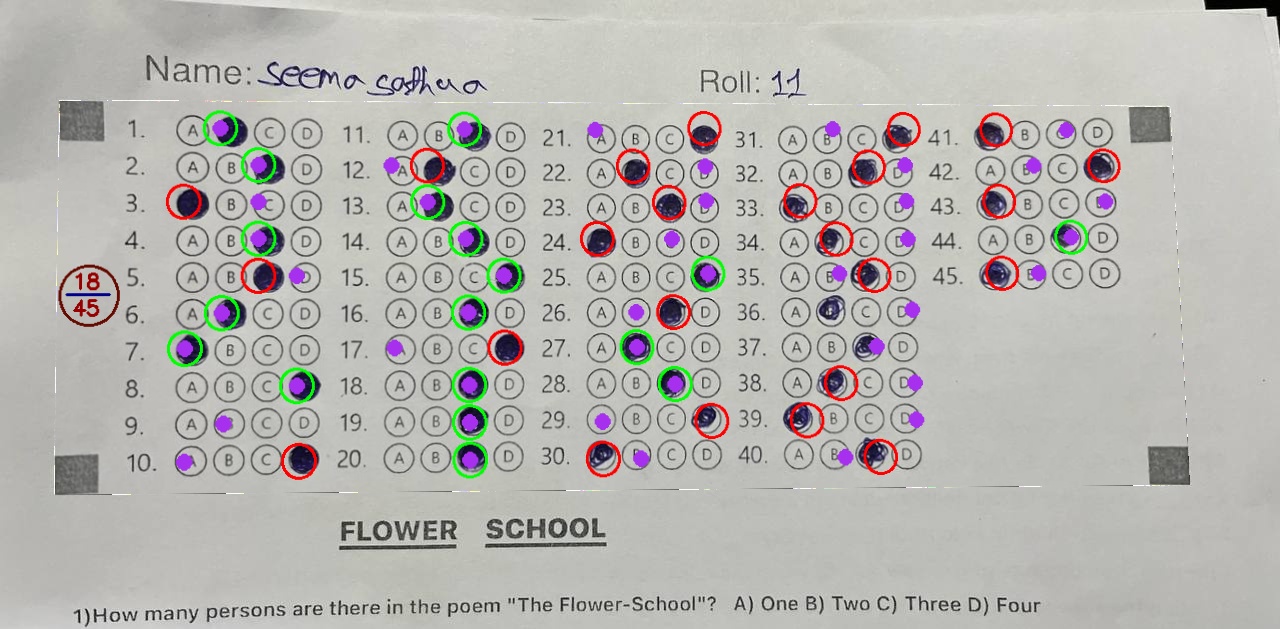 Name: Seema
Roll: 11
1. A C D 11. A B D 21. A B C 31. A B C 41. B C D
2. A B D 12. A C D 22. A C 32. A B D 42. A B C
3. B C D 13. A C D 23. A B D 33. B C D 43. B C D
4. A B D 14. A B D 24. B D 34. A C D 44. A B D
5. A B D 15. A B C 25. A B C 35. A B D 45. B C D
18
45
6. A C D 16. A B D 26. A D 36. A C D
7. B C D 17. B C 27. A C D 37. A B D
8. A B C 18. A B D 28. A B D 38. A C D
9. A C D 19. A B D 29. B C 39. B C D
10. A B C 20. A B D 30. B C D 40. A B D
FLOWER SCHOOL
1)How many persons are there in the poem "The Flower-School"? A) One B) Two C) Three D) Four